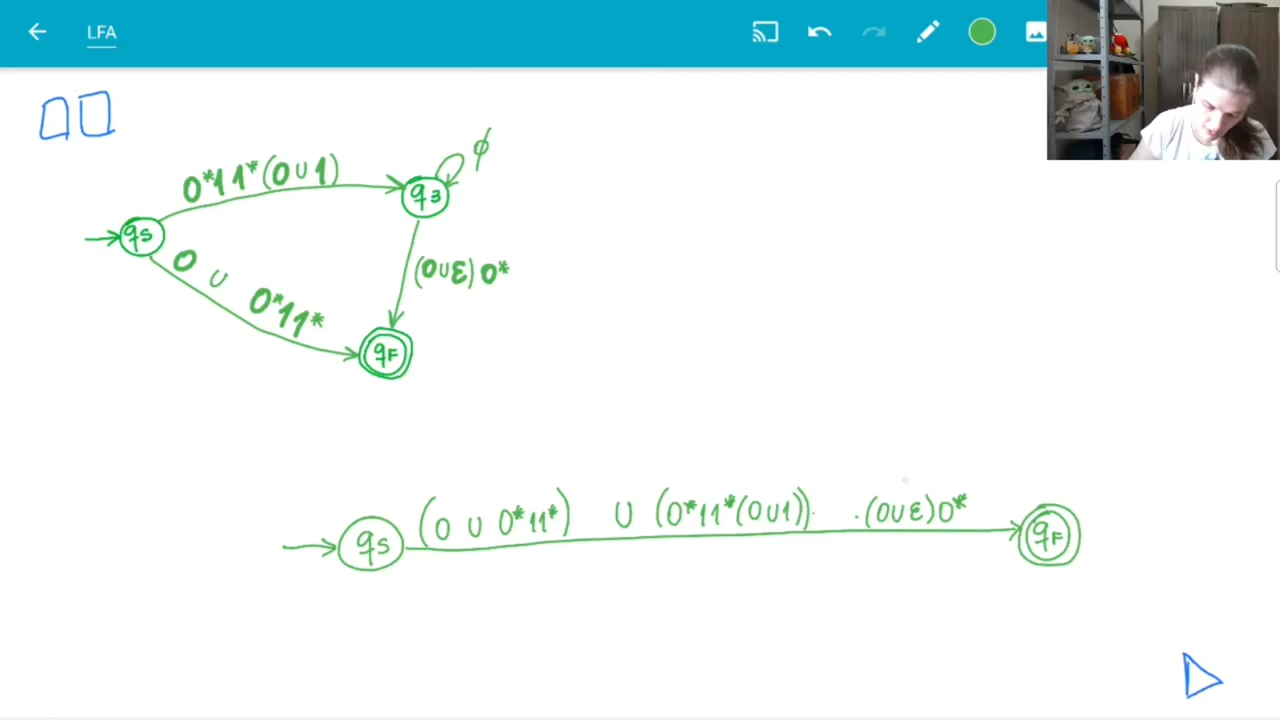 LFA
0*11*(0∪1)
φ
q3
qs
0 ∪ 0*11*
(0∪ε)0*
qF
(0 ∪ 0*11*) ∪ (0*11*(0∪1)). .(0∪ε)0*
qs
qF